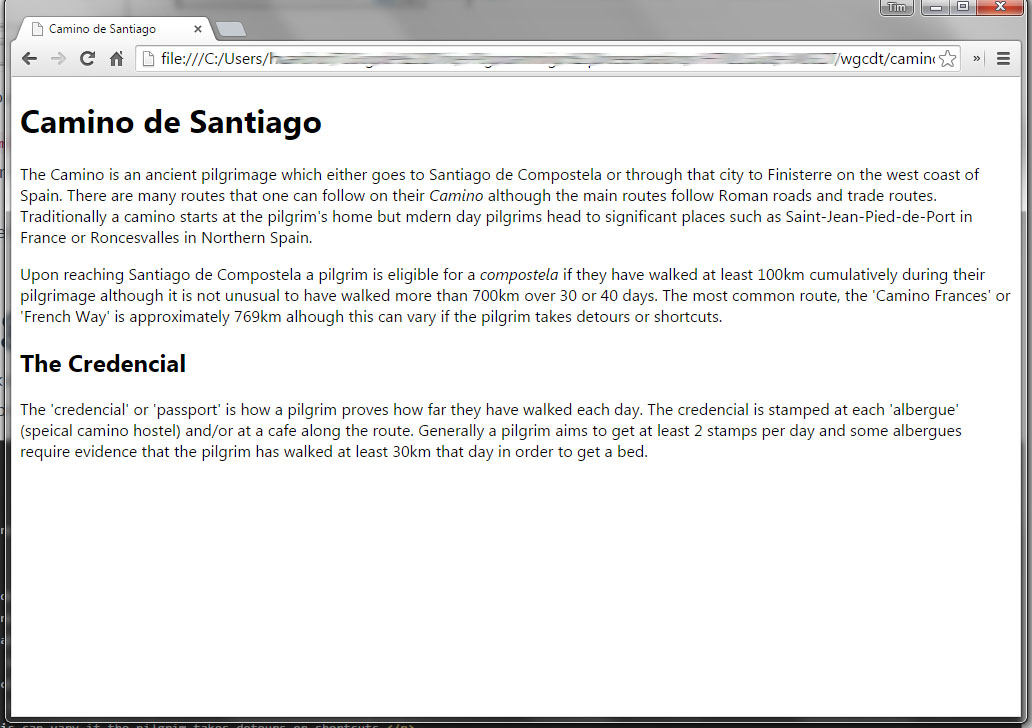 Tim
Camino de Santiago
file:///C:/Users/h /wgcdt/camin
Camino de Santiago
The Camino is an ancient pilgrimage which either goes to Santiago de Compostela or through that city to Finisterre on the west coast of
Spain. There are many routes that one can follow on their Camino although the main routes follow Roman roads and trade routes.
Traditionally a camino starts at the pilgrim's home but mdern day pilgrims head to significant places such as Saint-Jean-Pied-de-Port in
France or Roncesvalles in Northern Spain.
Upon reaching Santiago de Compostela a pilgrim is eligible for a compostela if they have walked at least 100km cumulatively during their
pilgrimage although it is not unusual to have walked more than 700km over 30 or 40 days. The most common route, the 'Camino Frances' or
'French Way' is approximately 769km alhough this can vary if the pilgrim takes detours or shortcuts.
The Credencial
The 'credencial' or 'passport' is how a pilgrim proves how far they have walked each day. The credencial is stamped at each 'albergue'
(speical camino hostel) and/or at a cafe along the route. Generally a pilgrim aims to get at least 2 stamps per day and some albergues
require evidence that the pilgrim has walked at least 30km that day in order to get a bed.
is can vary if the pilgrim takes detours or shortcuts.</p>